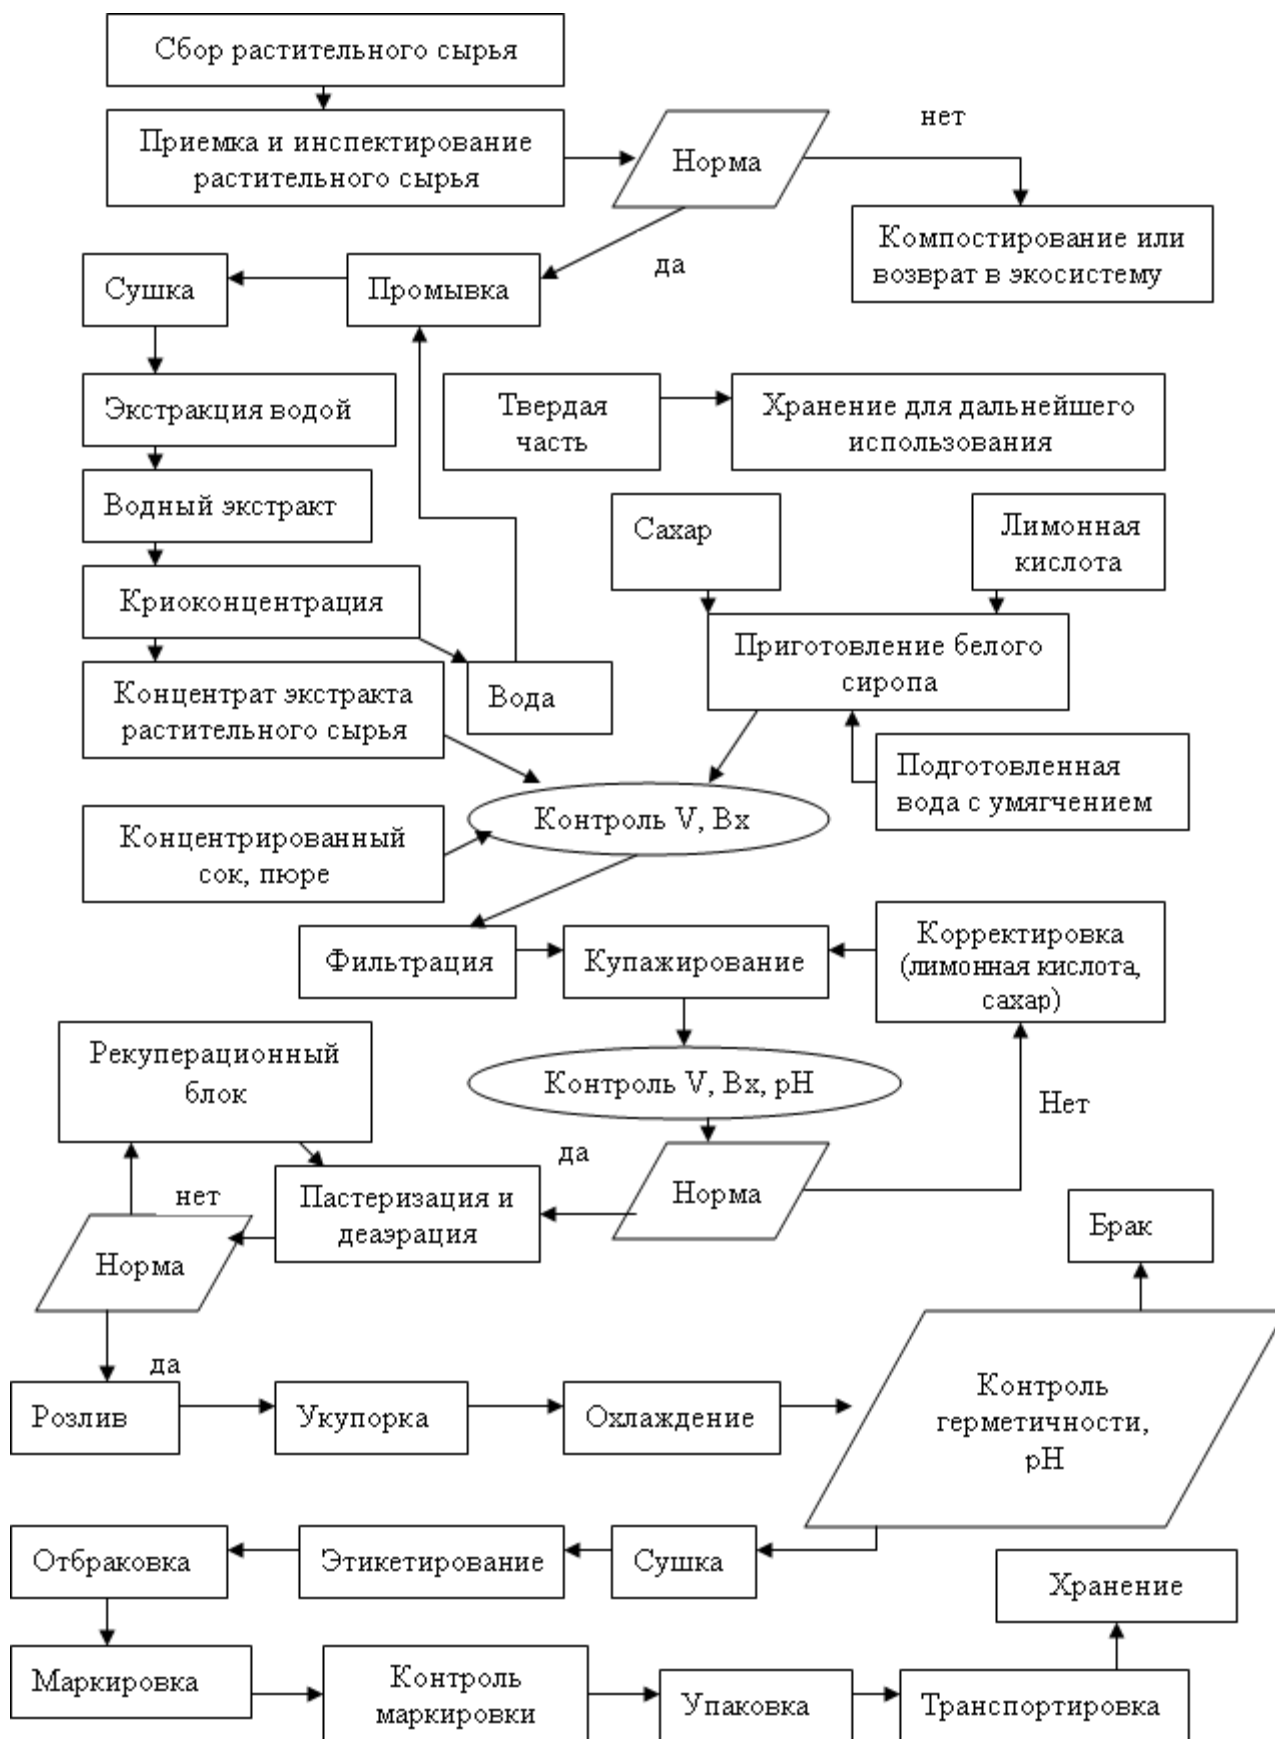 Сбор растительного сырья
Приемка и инспектирование
растительного сырья
Норма
нет
Компостирование или
возврат в экосистему
да
Промывка
Сушка
Экстракция водой
Твердая
часть
Хранение для дальнейшего
использования
Водный экстракт
Сахар
Лимонная
кислота
Криоконцентрация
Приготовление белого
сиропа
Концентрат экстракта
растительного сырья
Вода
Подготовленная
вода с умягчением
Контроль V, Вх
Концентрированный
сок, пюре
Фильтрация
Купажирование
Корректировка
(лимонная кислота,
сахар)
Рекуперационный
блок
Контроль V, Вх, рН
Нет
да
Норма
Пастеризация и
деаэрация
нет
Норма
Брак
да
Розлив
Укупорка
Охлаждение
Контроль
герметичности,
рН
Отбраковка
Этикетирование
Сушка
Хранение
Маркировка
Контроль
маркировки
Упаковка
Транспортировка